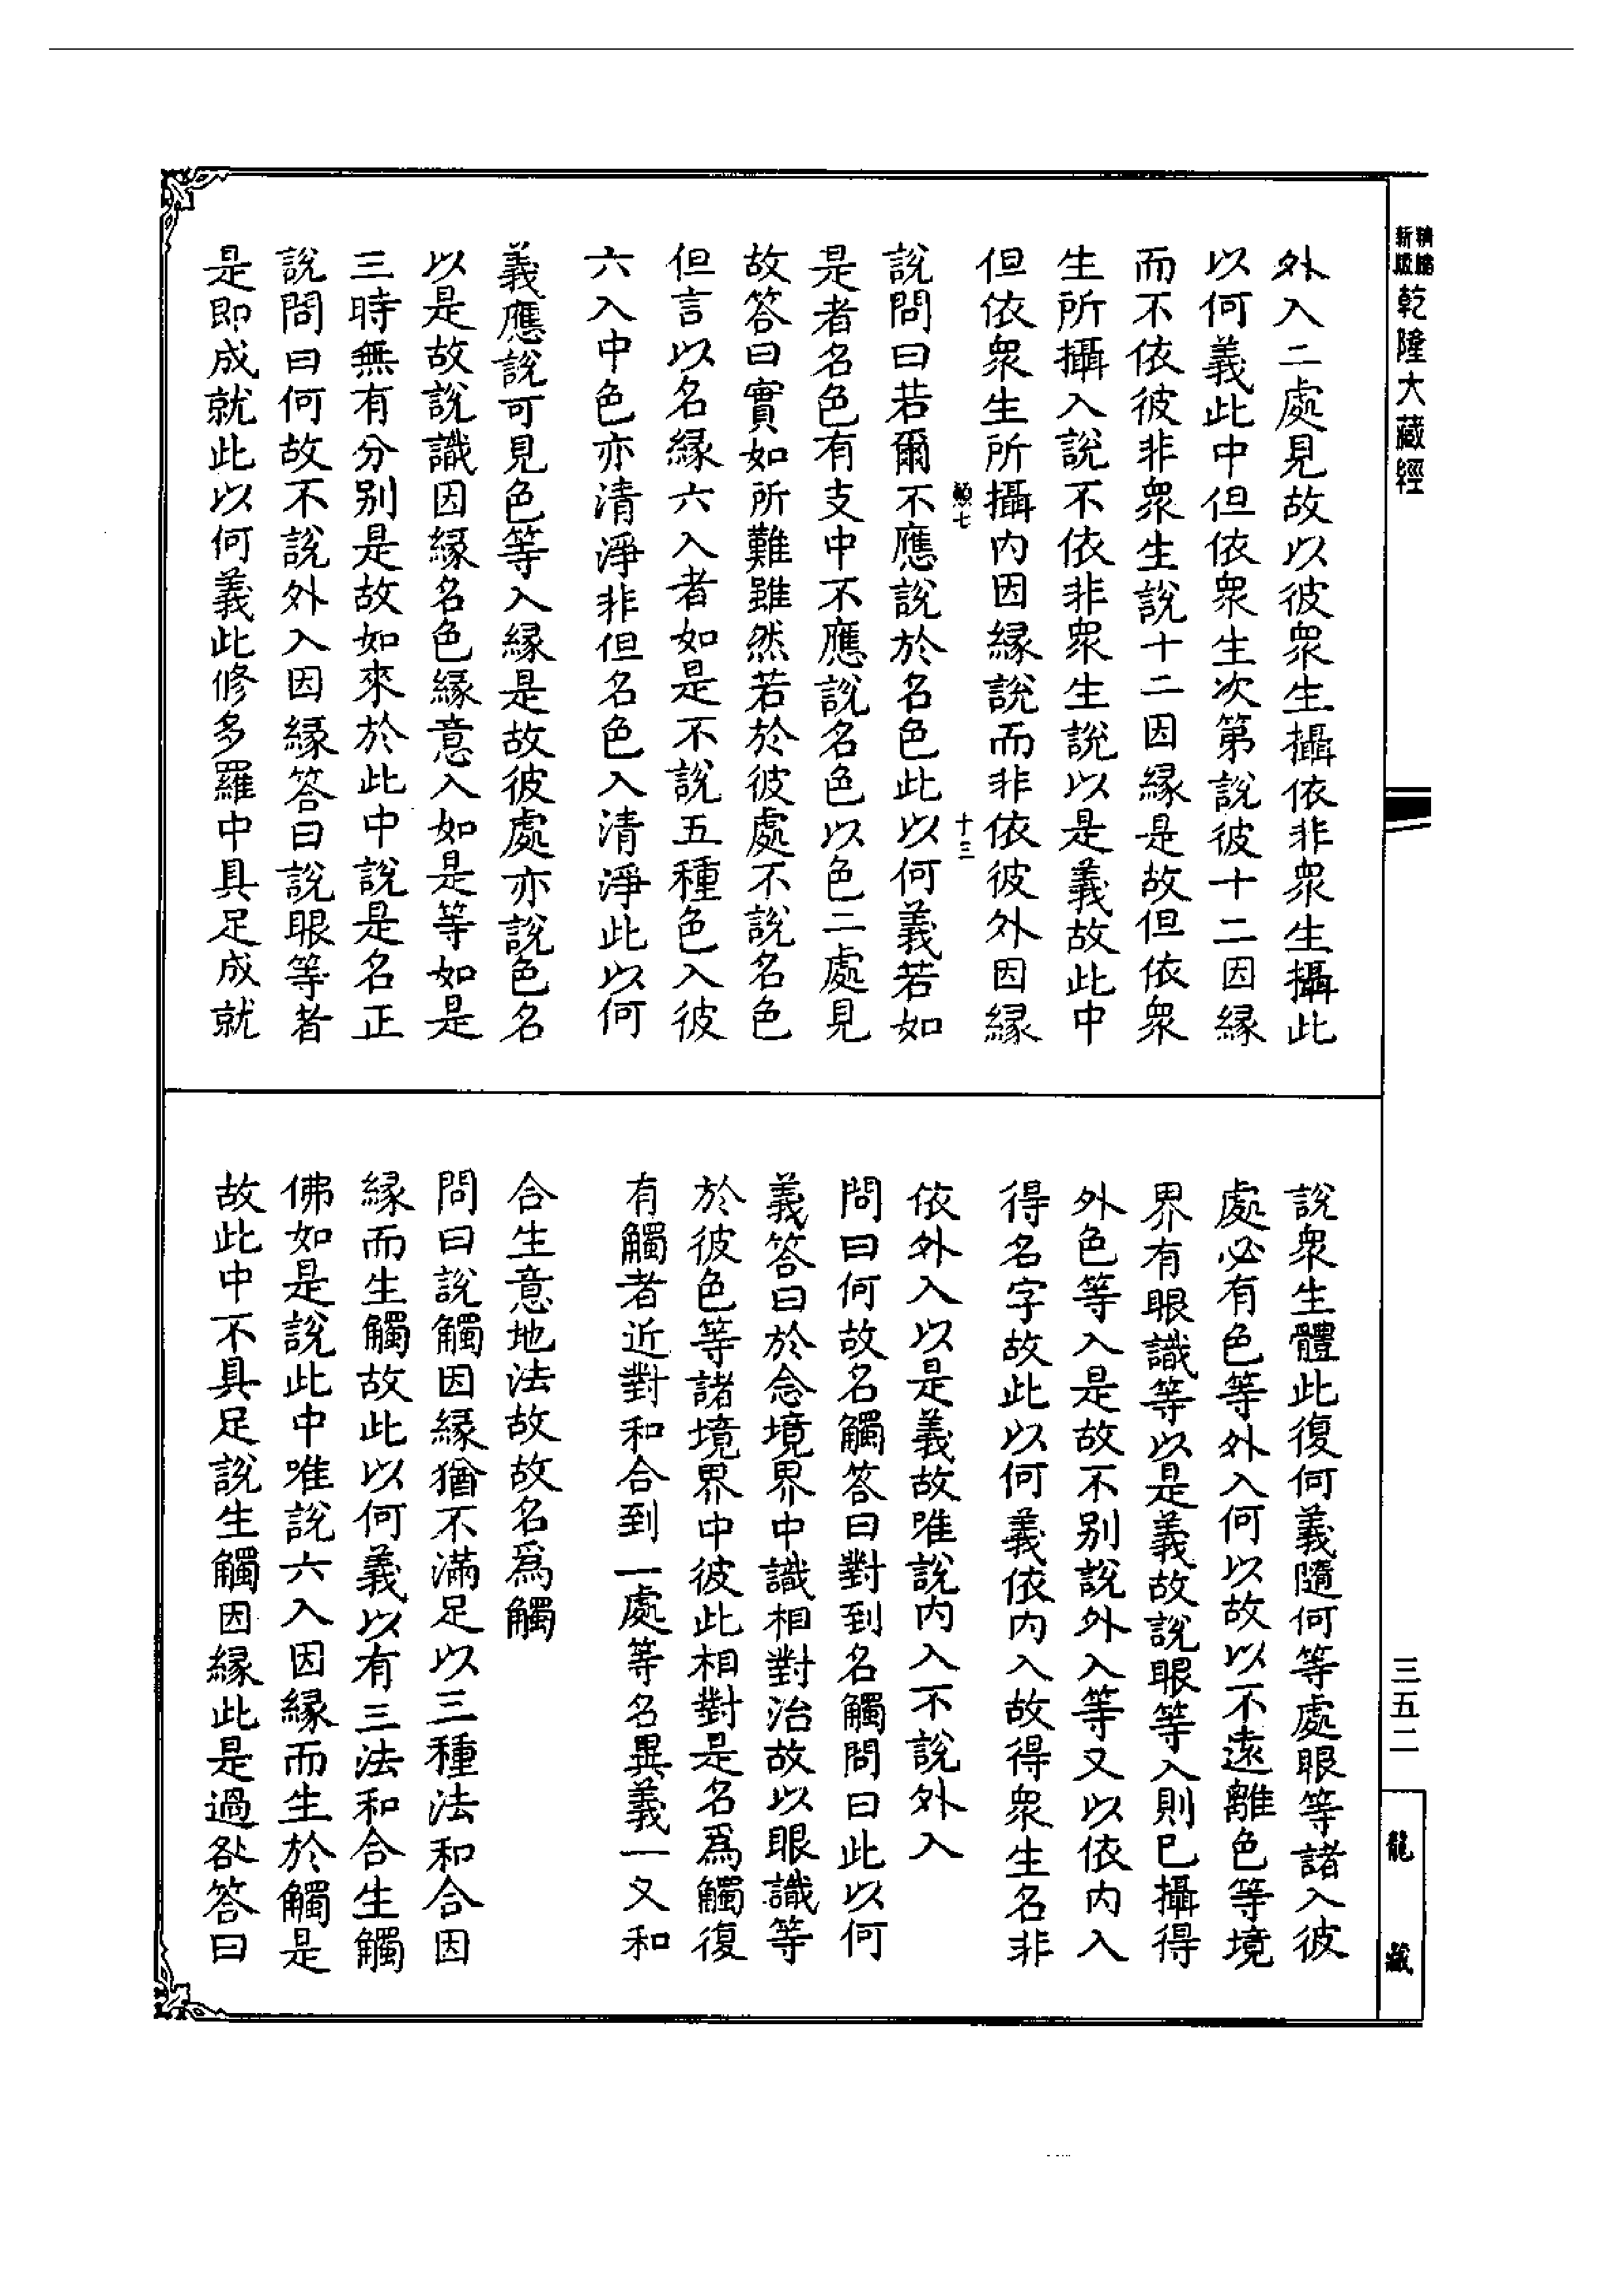 新版
乾隆大藏經
外入二處見故以彼眾生攝依非眾生攝此
以何義此中但依眾生次第說彼十二因緣
而不依彼非眾生說十二因緣是故但依眾
生所攝入說不依非眾生說以是義故此中
但依眾生所攝內因緣說而非依彼外因緣
七
十三
說問曰若爾不應說於名色此以何義若如
是者名色有支中不應說名色以色二處見
故答曰實如所難雖然若於彼處不說名色
但言以名緣六入者如是不說五種色入彼
六入中色亦清淨非但名色入清淨此以何
義應說可見色等入緣是故彼處亦說色名
以是故說識因緣名色緣意入如是等如是
三時無有分別是故如來於此中說是名正
說問曰何故不說外入因緣答曰說眼等者
是即成就此以何義此修多羅中具足成就
說眾生體此復何義隨何等處眼等諸入彼
處必有色等外入何以故以不遠離色等境
界有眼識等以是義故說眼等入則已攝得
外色等入是故不別說外入等又以依內入
得名字故此以何義依內入故得眾生名非
依外入以是義故唯說內入不說外入
問曰何故名觸答曰對到名觸問曰此以何
義答曰於念境界中識相對治故以眼識等
於彼色等諸境界中彼此相對是名為觸復
有觸者近對和合到一處等名異義一又和
合生意地法故故名為觸
問曰說觸因緣猶不滿足以三種法和合因
緣而生觸故此以何義以有三法和合生觸
佛如是說此中唯說六入因緣而生於觸是
故此中不具足說生觸因緣此是過咎答曰
三五二
龍藏